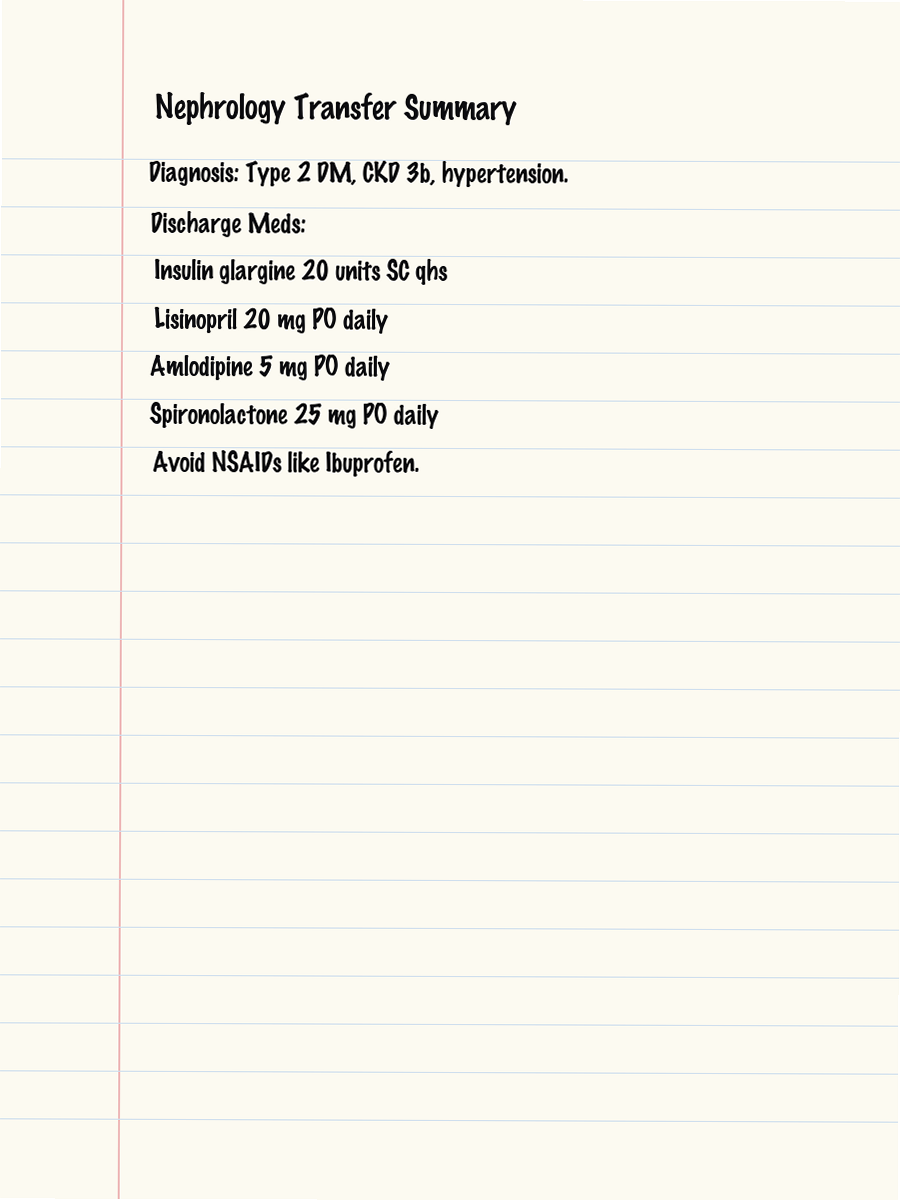 Nephrology Transfer Summary
Diagnosis: Type 2 DM, CKD 3b, hypertension.
Discharge Meds:
Insulin glargine 20 units SC qhs
Lisinopril 20 mg PO daily
Amlodipine 5 mg PO daily
Spironolactone 25 mg PO daily
Avoid NSAIDs like Ibuprofen.